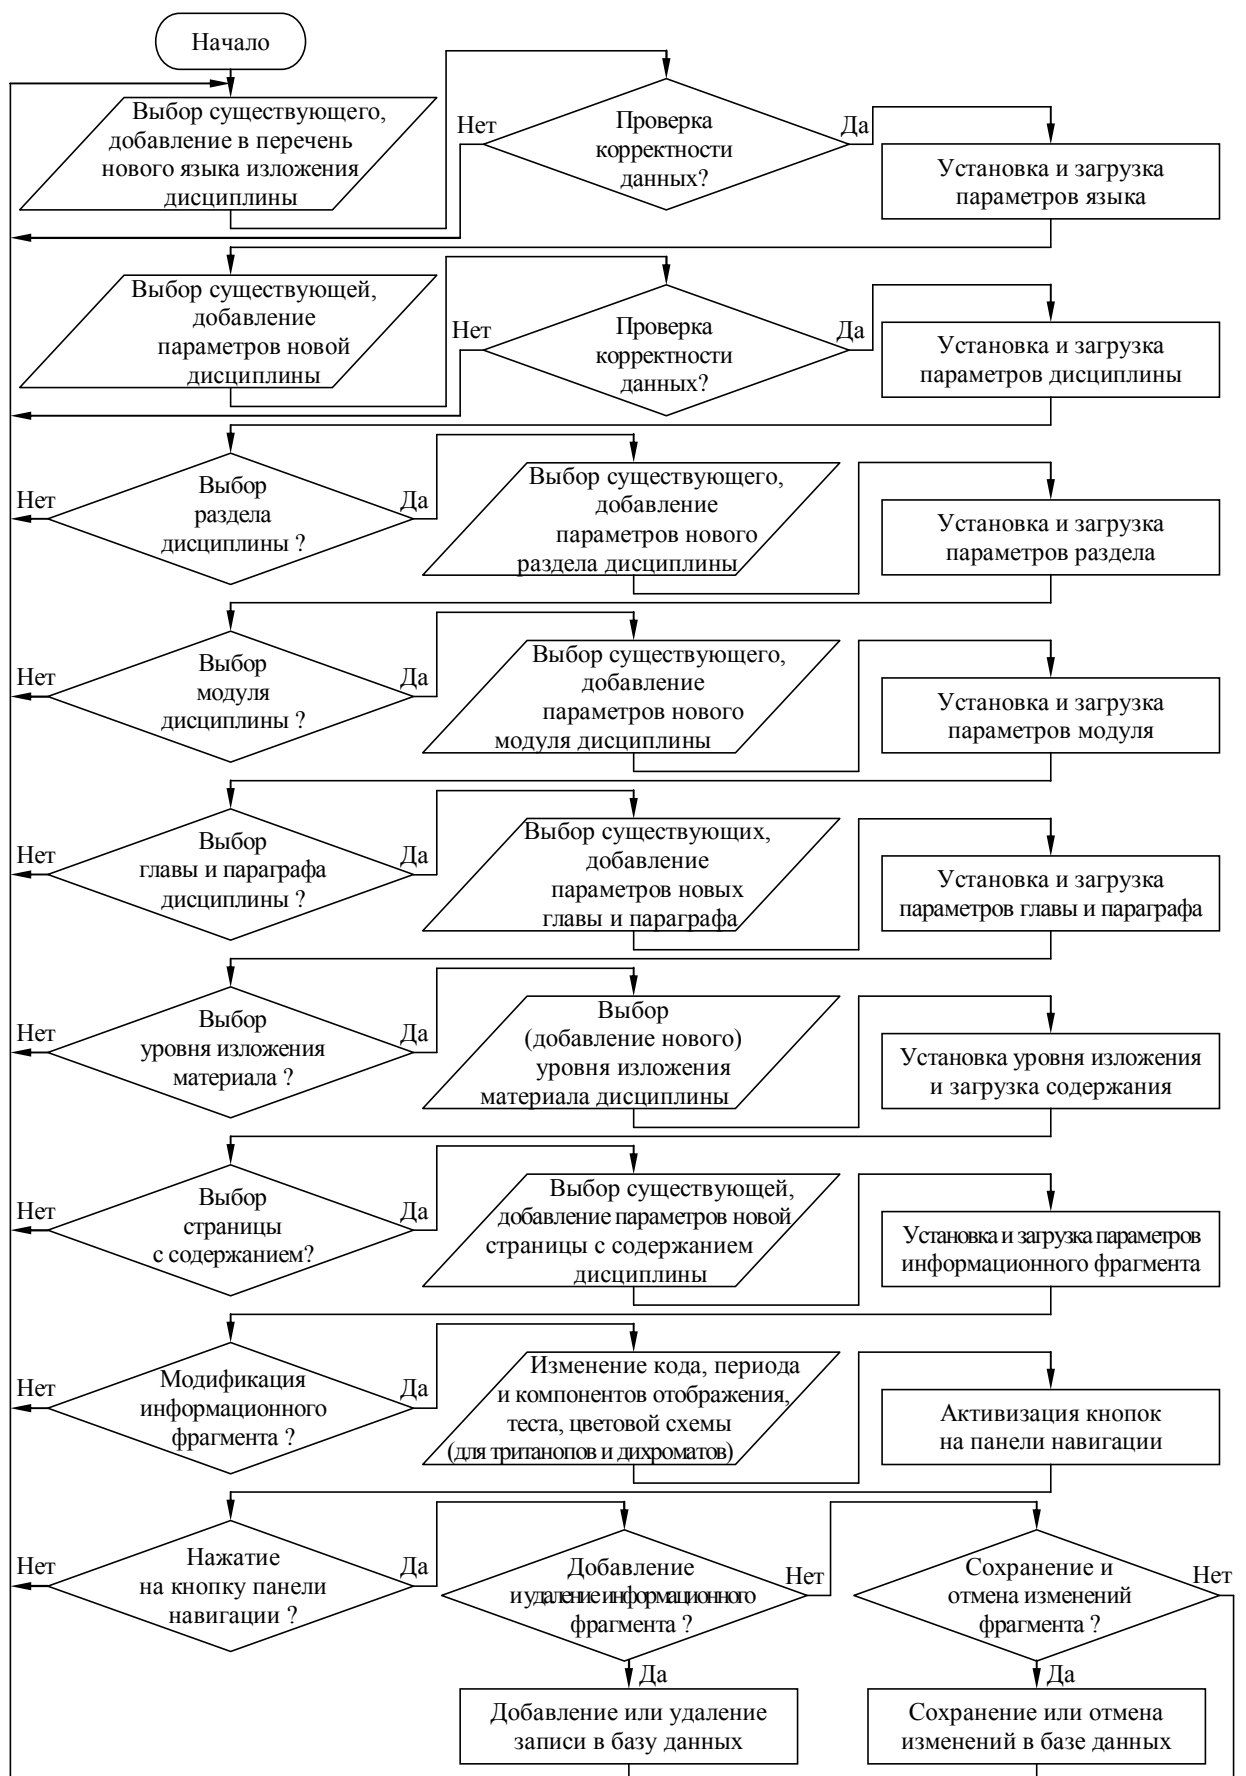 Начало
Выбор существующего,
добавление в перечень
нового языка изложения
дисциплины
Нет
Проверка
корректности
данных?
Да
Установка и загрузка
параметров языка
Выбор существующей,
добавление
параметров новой
дисциплины
Нет
Проверка
корректности
данных?
Да
Установка и загрузка
параметров дисциплины
Нет
Выбор
раздела
дисциплины ?
Да
Выбор существующего,
добавление
параметров нового
раздела дисциплины
Установка и загрузка
параметров раздела
Нет
Выбор
модуля
дисциплины ?
Да
Выбор существующего,
добавление
параметров нового
модуля дисциплины
Установка и загрузка
параметров модуля
Нет
Выбор
главы и параграфа
дисциплины ?
Да
Выбор существующих,
добавление
параметров новых
главы и параграфа
Установка и загрузка
параметров главы и параграфа
Нет
Выбор
уровня изложения
материала ?
Да
Выбор
(добавление нового)
уровня изложения
материала дисциплины
Установка уровня изложения
и загрузка содержания
Нет
Выбор
страницы
с содержанием?
Да
Выбор существующей,
добавление параметров новой
страницы с содержанием
дисциплины
Установка и загрузка параметров
информационного фрагмента
Нет
Модификация
информационного
фрагмента ?
Да
Изменение кода, периода
и компонентов отображения,
теста, цветовой схемы
(для тританопов и дихроматов)
Активизация кнопок
на панели навигации
Нет
Нажатие
на кнопку панели
навигации ?
Да
Добавление
и удаление информационного
фрагмента ?
Нет
Сохранение и
отмена изменений
фрагмента ?
Нет
Да
Да
Добавление или удаление
записи в базу данных
Сохранение или отмена
изменений в базе данных